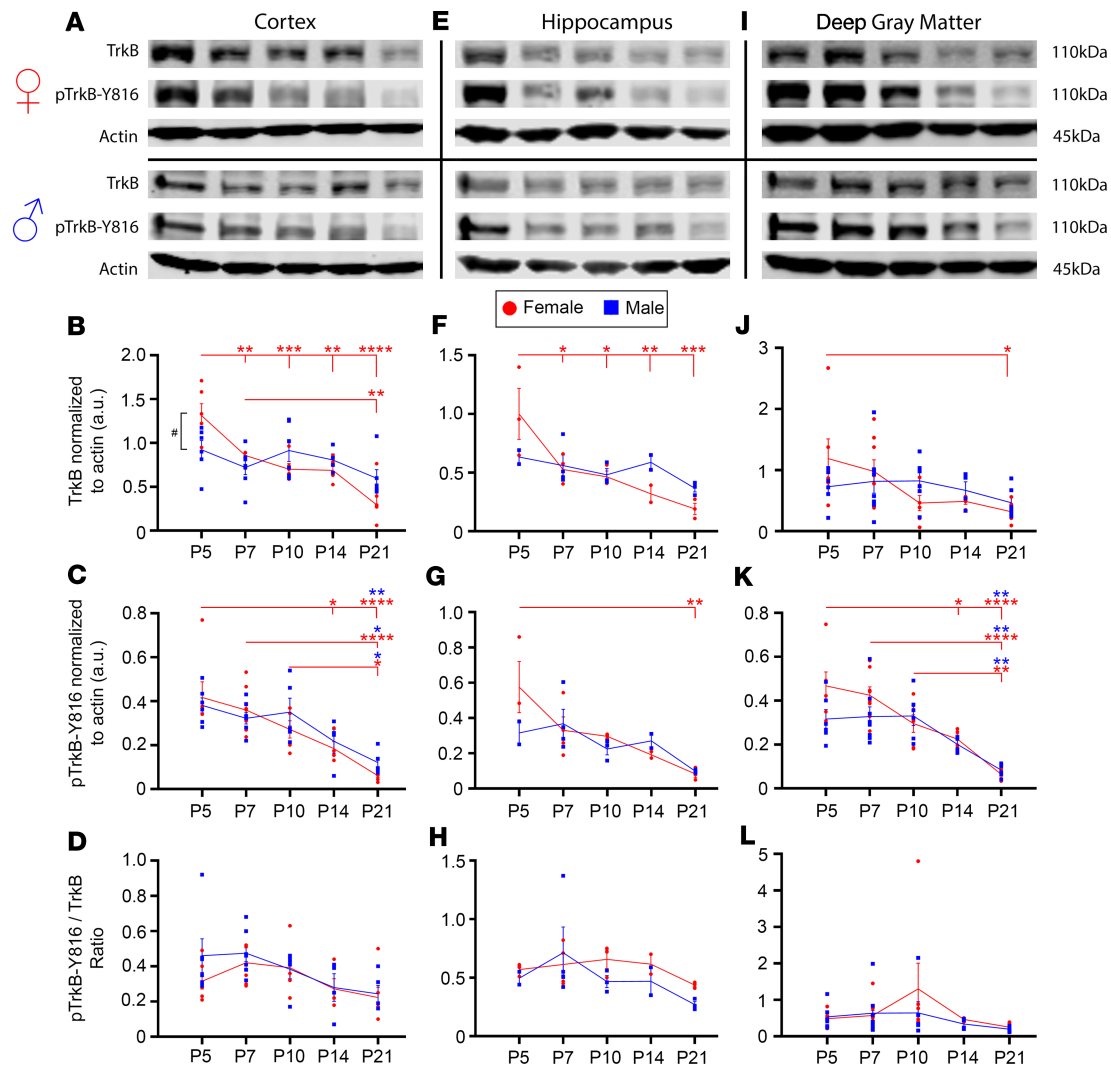 A Cortex E Hippocampus I Deep Gray Matter
TrkB 110kDa
♀ pTrkB-Y816 110kDa
Actin 45kDa
TrkB 110kDa
♂ pTrkB-Y816 110kDa
Actin 45kDa
Female Male
B
TrkB normalized
to actin (a.u.)
2.0
1.5
1.0
0.5
0
** *** ** ****
**
#
P5 P7 P10 P14 P21
F
1.5
1.0
0.5
0
* * ** ***
P5 P7 P10 P14 P21
J
3
2
1
0
*
P5 P7 P10 P14 P21
C
pTrkB-Y816 normalized
to actin (a.u.)
0.8
0.6
0.4
0.2
0
**
* ****
*
****
*
*
P5 P7 P10 P14 P21
G
1.0
0.8
0.6
0.4
0.2
0
**
P5 P7 P10 P14 P21
K
0.8
0.6
0.4
0.2
0
**
* ****
**
****
**
**
P5 P7 P10 P14 P21
D
pTrkB-Y816 / TrkB
Ratio
1.0
0.8
0.6
0.4
0.2
0
P5 P7 P10 P14 P21
H
1.5
1.0
0.5
0
P5 P7 P10 P14 P21
L
5
4
3
2
1
0
P5 P7 P10 P14 P21